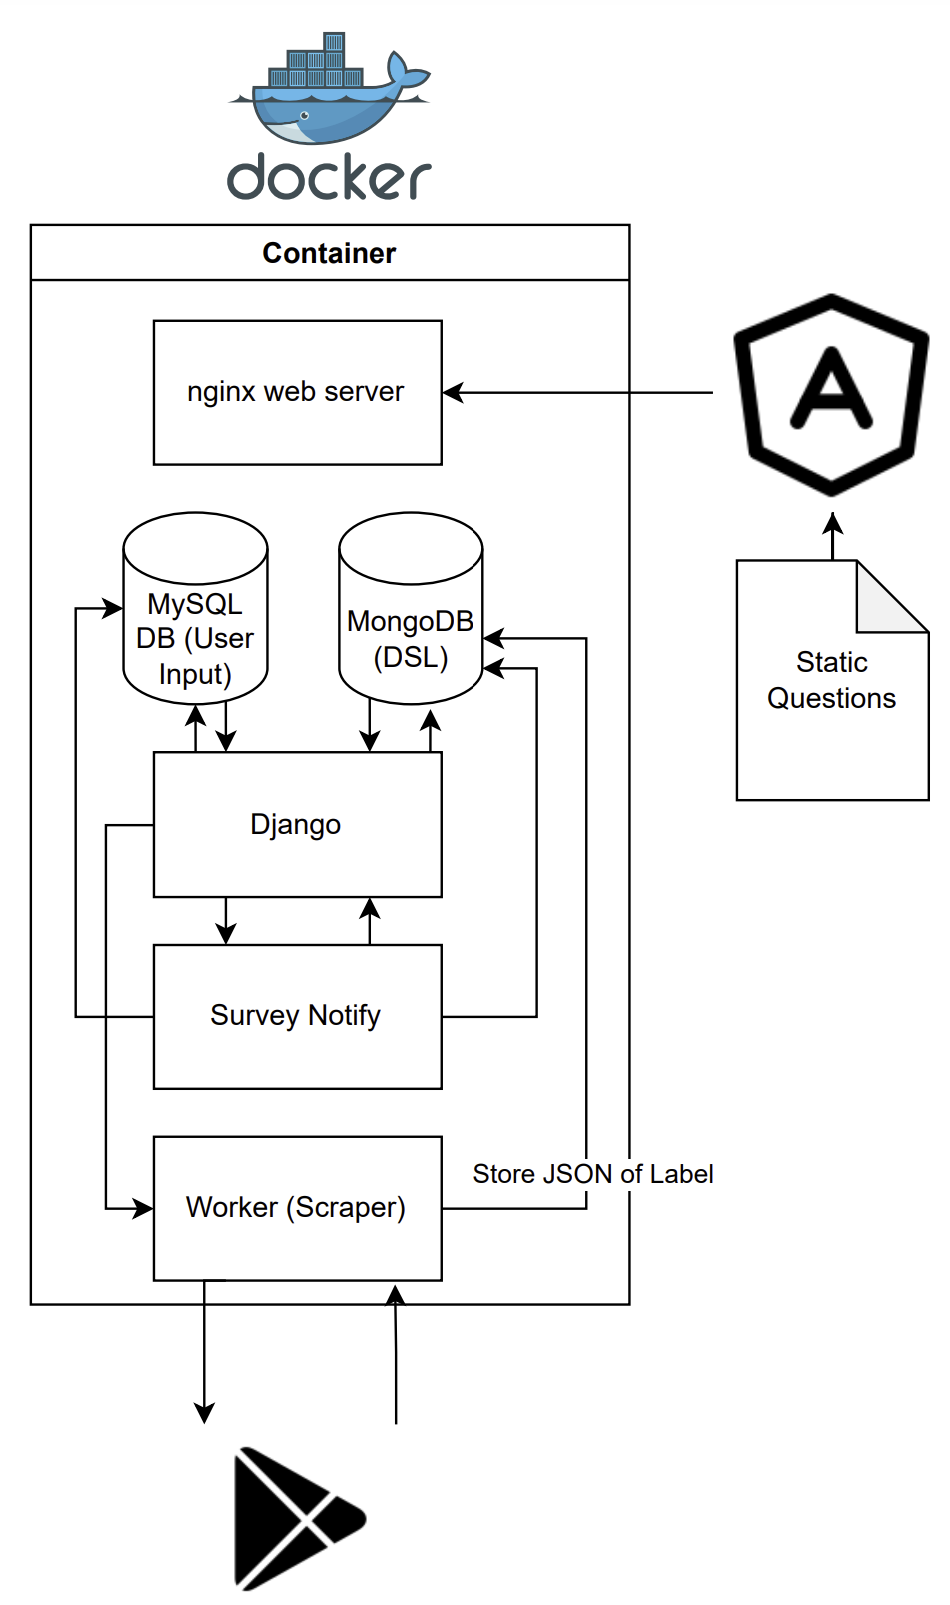 docker
Container
nginx web server
MySQL
DB (User
Input)
MongoDB
(DSL)
Static
Questions
Django
Survey Notify
Store JSON of Label
Worker (Scraper)